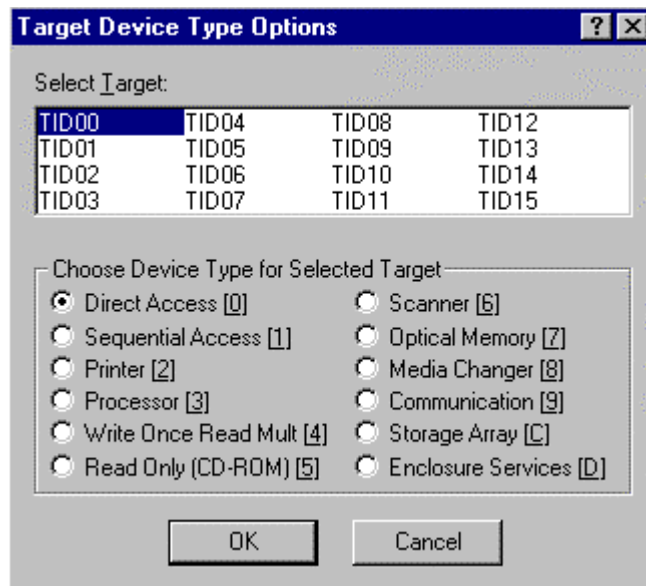 Target Device Type Options
Select Target:
TID00 TID04 TID08 TID12
TID01 TID05 TID09 TID13
TID02 TID06 TID10 TID14
TID03 TID07 TID11 TID15
Choose Device Type for Selected Target
Direct Access [0] Scanner [6]
Sequential Access [1] Optical Memory [7]
Printer [2] Media Changer [8]
Processor [3] Communication [9]
Write Once Read Mult [4] Storage Array [C]
Read Only (CD-ROM) [5] Enclosure Services [D]
OK Cancel